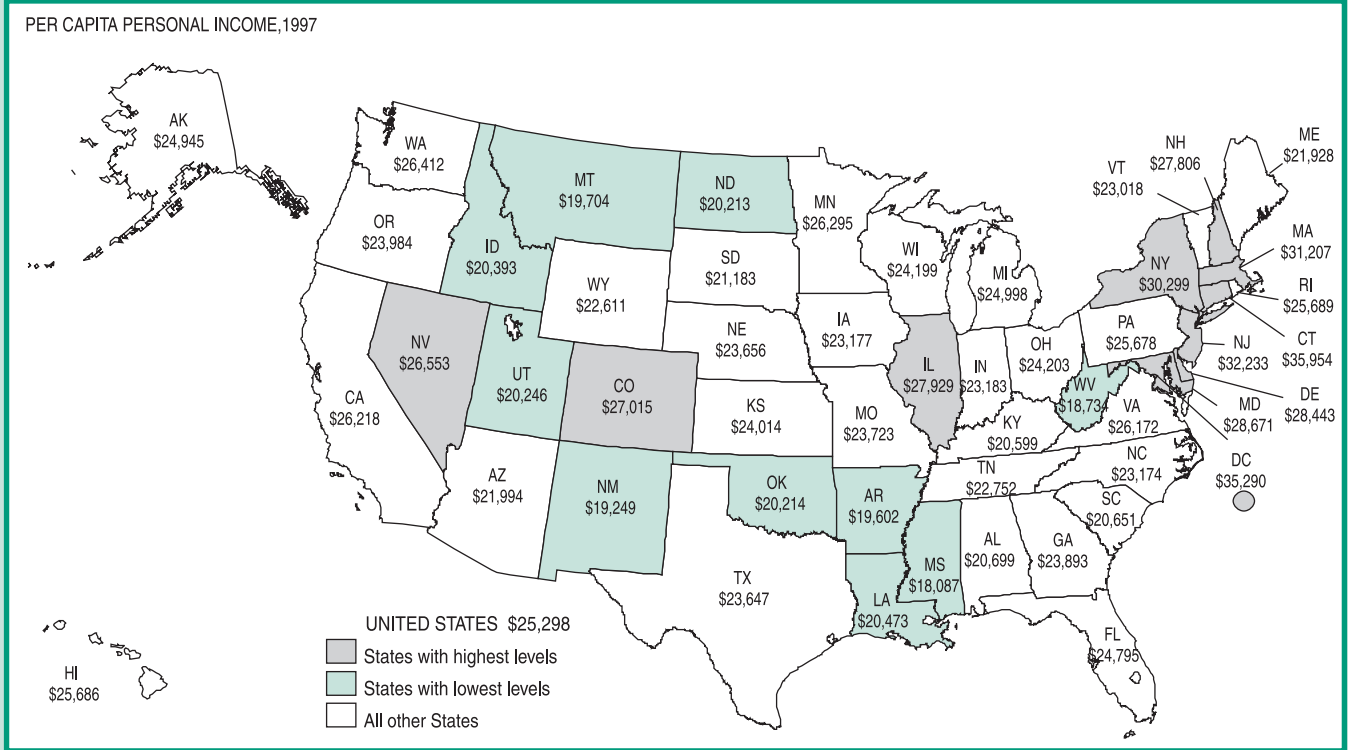 PER CAPITA PERSONAL INCOME,1997
AK
$24,945
WA
$26,412
MT
$19,704
ND
$20,213
MN
$26,295
VT
$23,018
NH
$27,806
ME
$21,928
OR
$23,984
ID
$20,393
WY
$22,611
SD
$21,183
WI
$24,199
MI
$24,998
NY
$30,299
MA
$31,207
RI
$25,689
CT
$35,954
NV
$26,553
UT
$20,246
CO
$27,015
NE
$23,656
IA
$23,177
IL
$27,929
IN
$23,183
OH
$24,203
PA
$25,678
NJ
$32,233
DE
$28,443
MD
$28,671
DC
$35,290
CA
$26,218
KS
$24,014
MO
$23,723
KY
$20,599
WV
$18,734
VA
$26,172
AZ
$21,994
NM
$19,249
OK
$20,214
AR
$19,602
TN
$22,752
NC
$23,174
SC
$20,651
TX
$23,647
LA
$20,473
MS
$18,087
AL
$20,699
GA
$23,893
FL
$24,795
HI
$25,686
UNITED STATES $25,298
States with highest levels
States with lowest levels
All other States